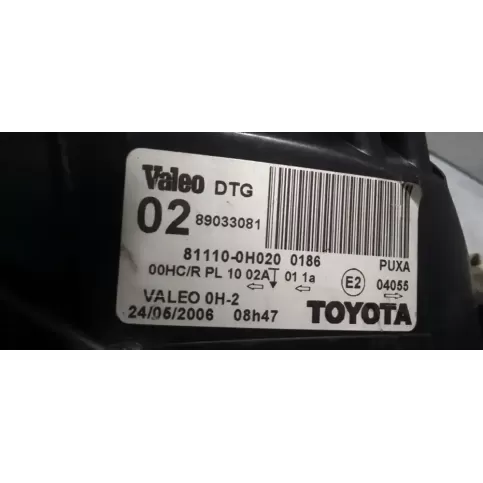 Valeo DTG
02 89033081
81110-0H020 0186 PUXA
00HC/R PL 10 02A 01 1a E2 04055
VALEO 0H-2 TOYOTA
24/05/2006 08h47